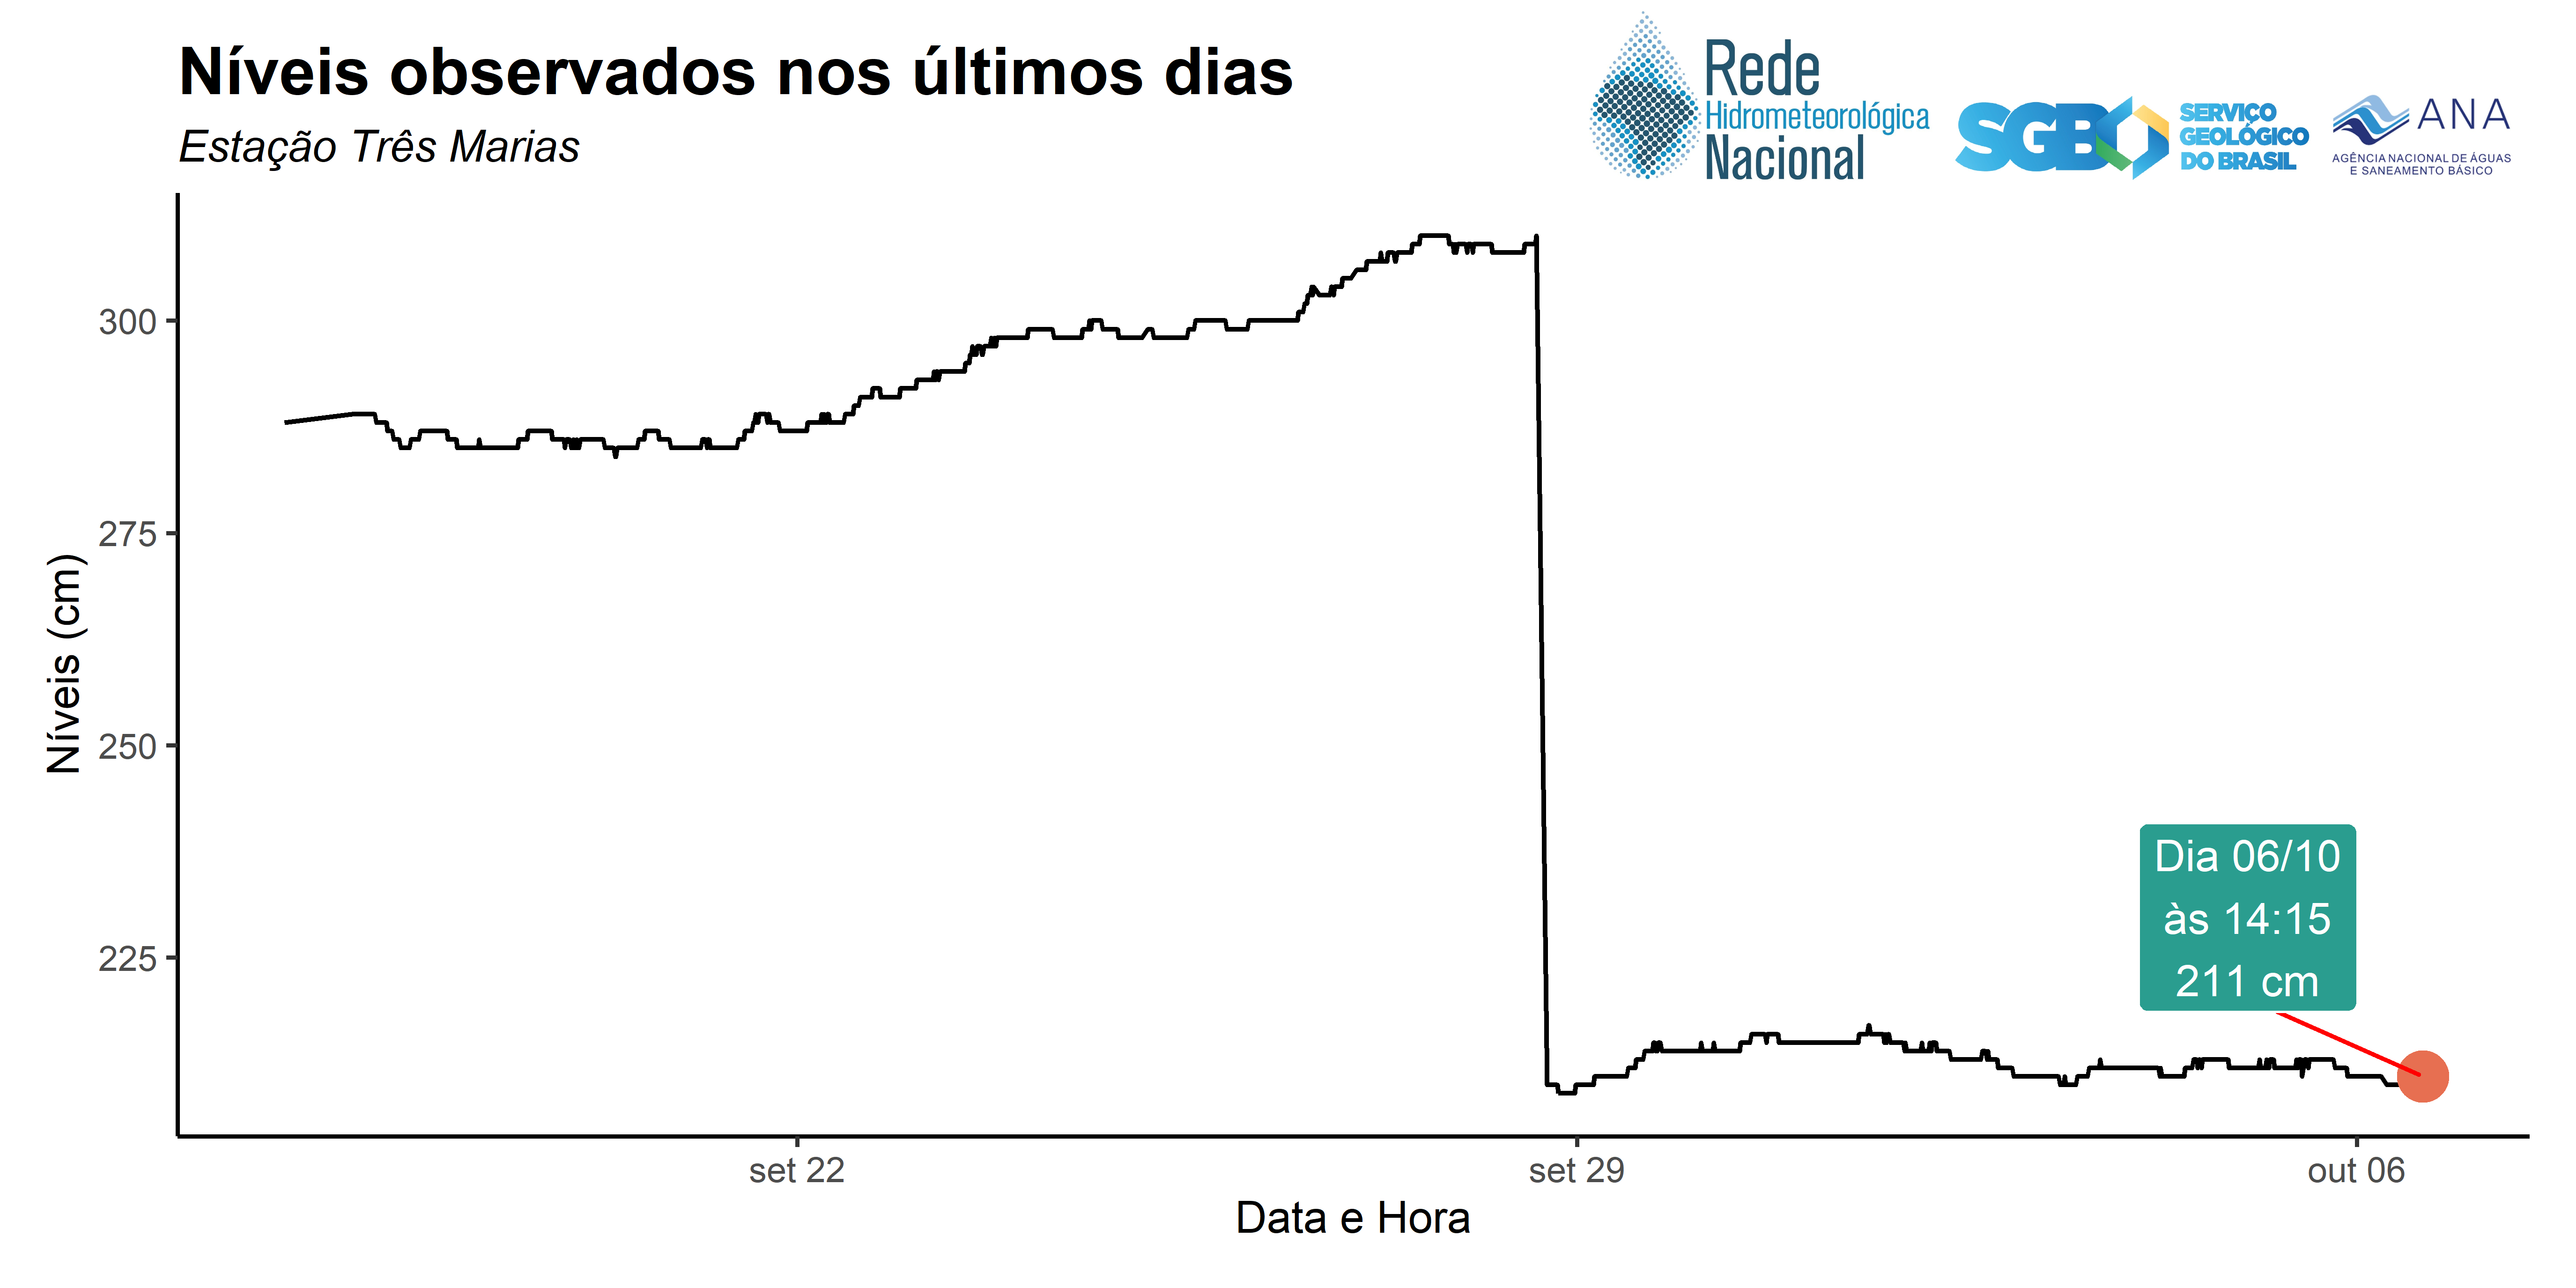 Níveis observados nos últimos dias
Estação Três Marias
Rede
Hidrometeorológica
Nacional
SGB
SERVIÇO
GEOLÓGICO
DO BRASIL
ANA
AGÊNCIA NACIONAL DE ÁGUAS
E SANEAMENTO BÁSICO
Níveis (cm)
300
275
250
225
Dia 06/10
às 14:15
211 cm
set 22
set 29
out 06
Data e Hora